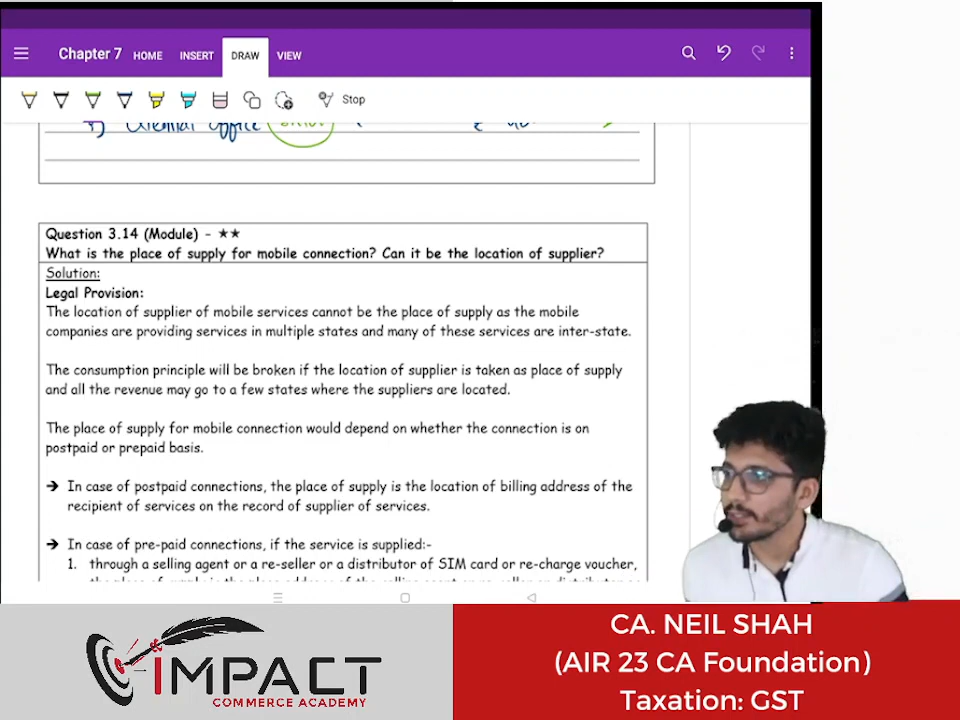 Chapter 7 HOME INSERT DRAW VIEW
Stop
office
Question 3.14 (Module) - ★★
What is the place of supply for mobile connection? Can it be the location of supplier?
Solution:
Legal Provision:
The location of supplier of mobile services cannot be the place of supply as the mobile
companies are providing services in multiple states and many of these services are inter-state.
The consumption principle will be broken if the location of supplier is taken as place of supply
and all the revenue may go to a few states where the suppliers are located.
The place of supply for mobile connection would depend on whether the connection is on
postpaid or prepaid basis.
➔ In case of postpaid connections, the place of supply is the location of billing address of the
recipient of services on the record of supplier of services.
➔ In case of pre-paid connections, if the service is supplied:-
1. through a selling agent or a re-seller or a distributor of SIM card or re-charge voucher,
IMPACT
COMMERCE ACADEMY
CA. NEIL SHAH
(AIR 23 CA Foundation)
Taxation: GST